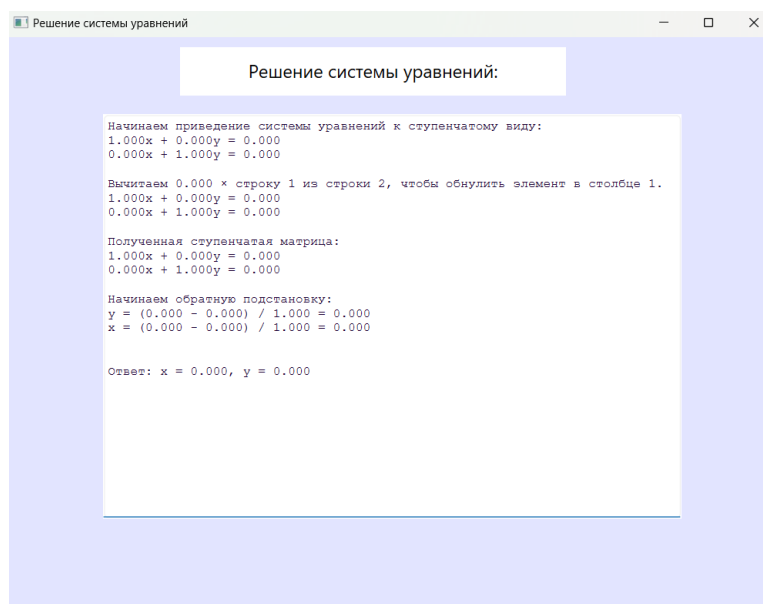 Решение системы уравнений
Решение системы уравнений:
Начинаем приведение системы уравнений к ступенчатому виду:
1.000x + 0.000y = 0.000
0.000x + 1.000y = 0.000
Вычитаем 0.000 × строку 1 из строки 2, чтобы обнулить элемент в столбце 1.
1.000x + 0.000y = 0.000
0.000x + 1.000y = 0.000
Полученная ступенчатая матрица:
1.000x + 0.000y = 0.000
0.000x + 1.000y = 0.000
Начинаем обратную подстановку:
y = (0.000 - 0.000) / 1.000 = 0.000
x = (0.000 - 0.000) / 1.000 = 0.000
Ответ: x = 0.000, y = 0.000